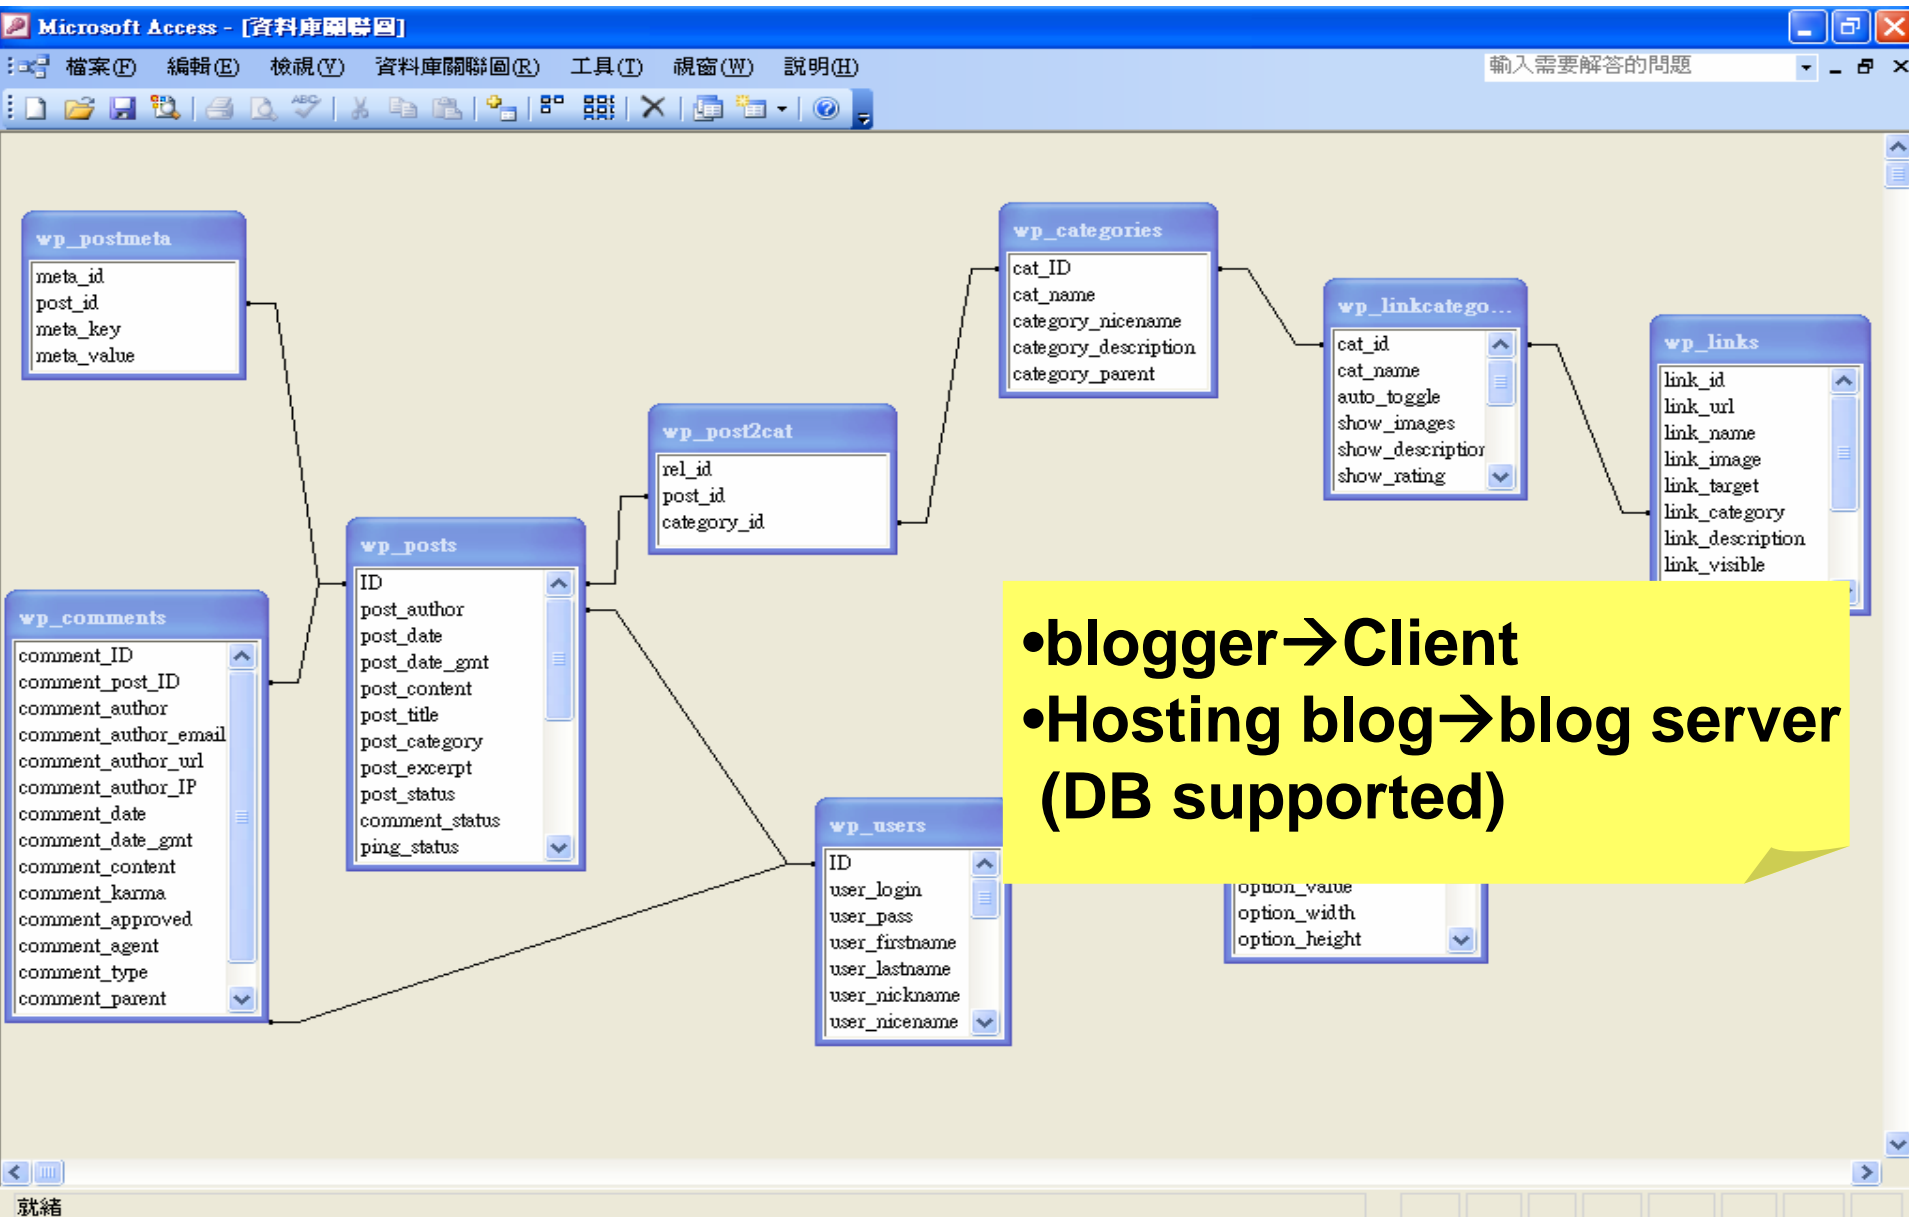 Microsoft Access - [資料庫關聯圖]
檔案(F) 編輯(E) 檢視(V) 資料庫關聯圖(R) 工具(T) 視窗(W) 說明(H) 輸入需要解答的問題
wp_postmeta
meta_id
post_id
meta_key
meta_value
wp_categories
cat_ID
cat_name
category_nicename
category_description
category_parent
wp_linkcatego...
cat_id
cat_name
auto_toggle
show_images
show_description
show_rating
wp_links
link_id
link_url
link_name
link_image
link_target
link_category
link_description
link_visible
wp_post2cat
rel_id
post_id
category_id
wp_posts
ID
post_author
post_date
post_date_gmt
post_content
post_title
post_category
post_excerpt
post_status
comment_status
ping_status
wp_comments
comment_ID
comment_post_ID
comment_author
comment_author_email
comment_author_url
comment_author_IP
comment_date
comment_date_gmt
comment_content
comment_karma
comment_approved
comment_agent
comment_type
comment_parent
•blogger→Client
•Hosting blog→blog server
(DB supported)
wp_users
ID
user_login
user_pass
user_firstname
user_lastname
user_nickname
user_nicename
option_value
option_width
option_height
就緒